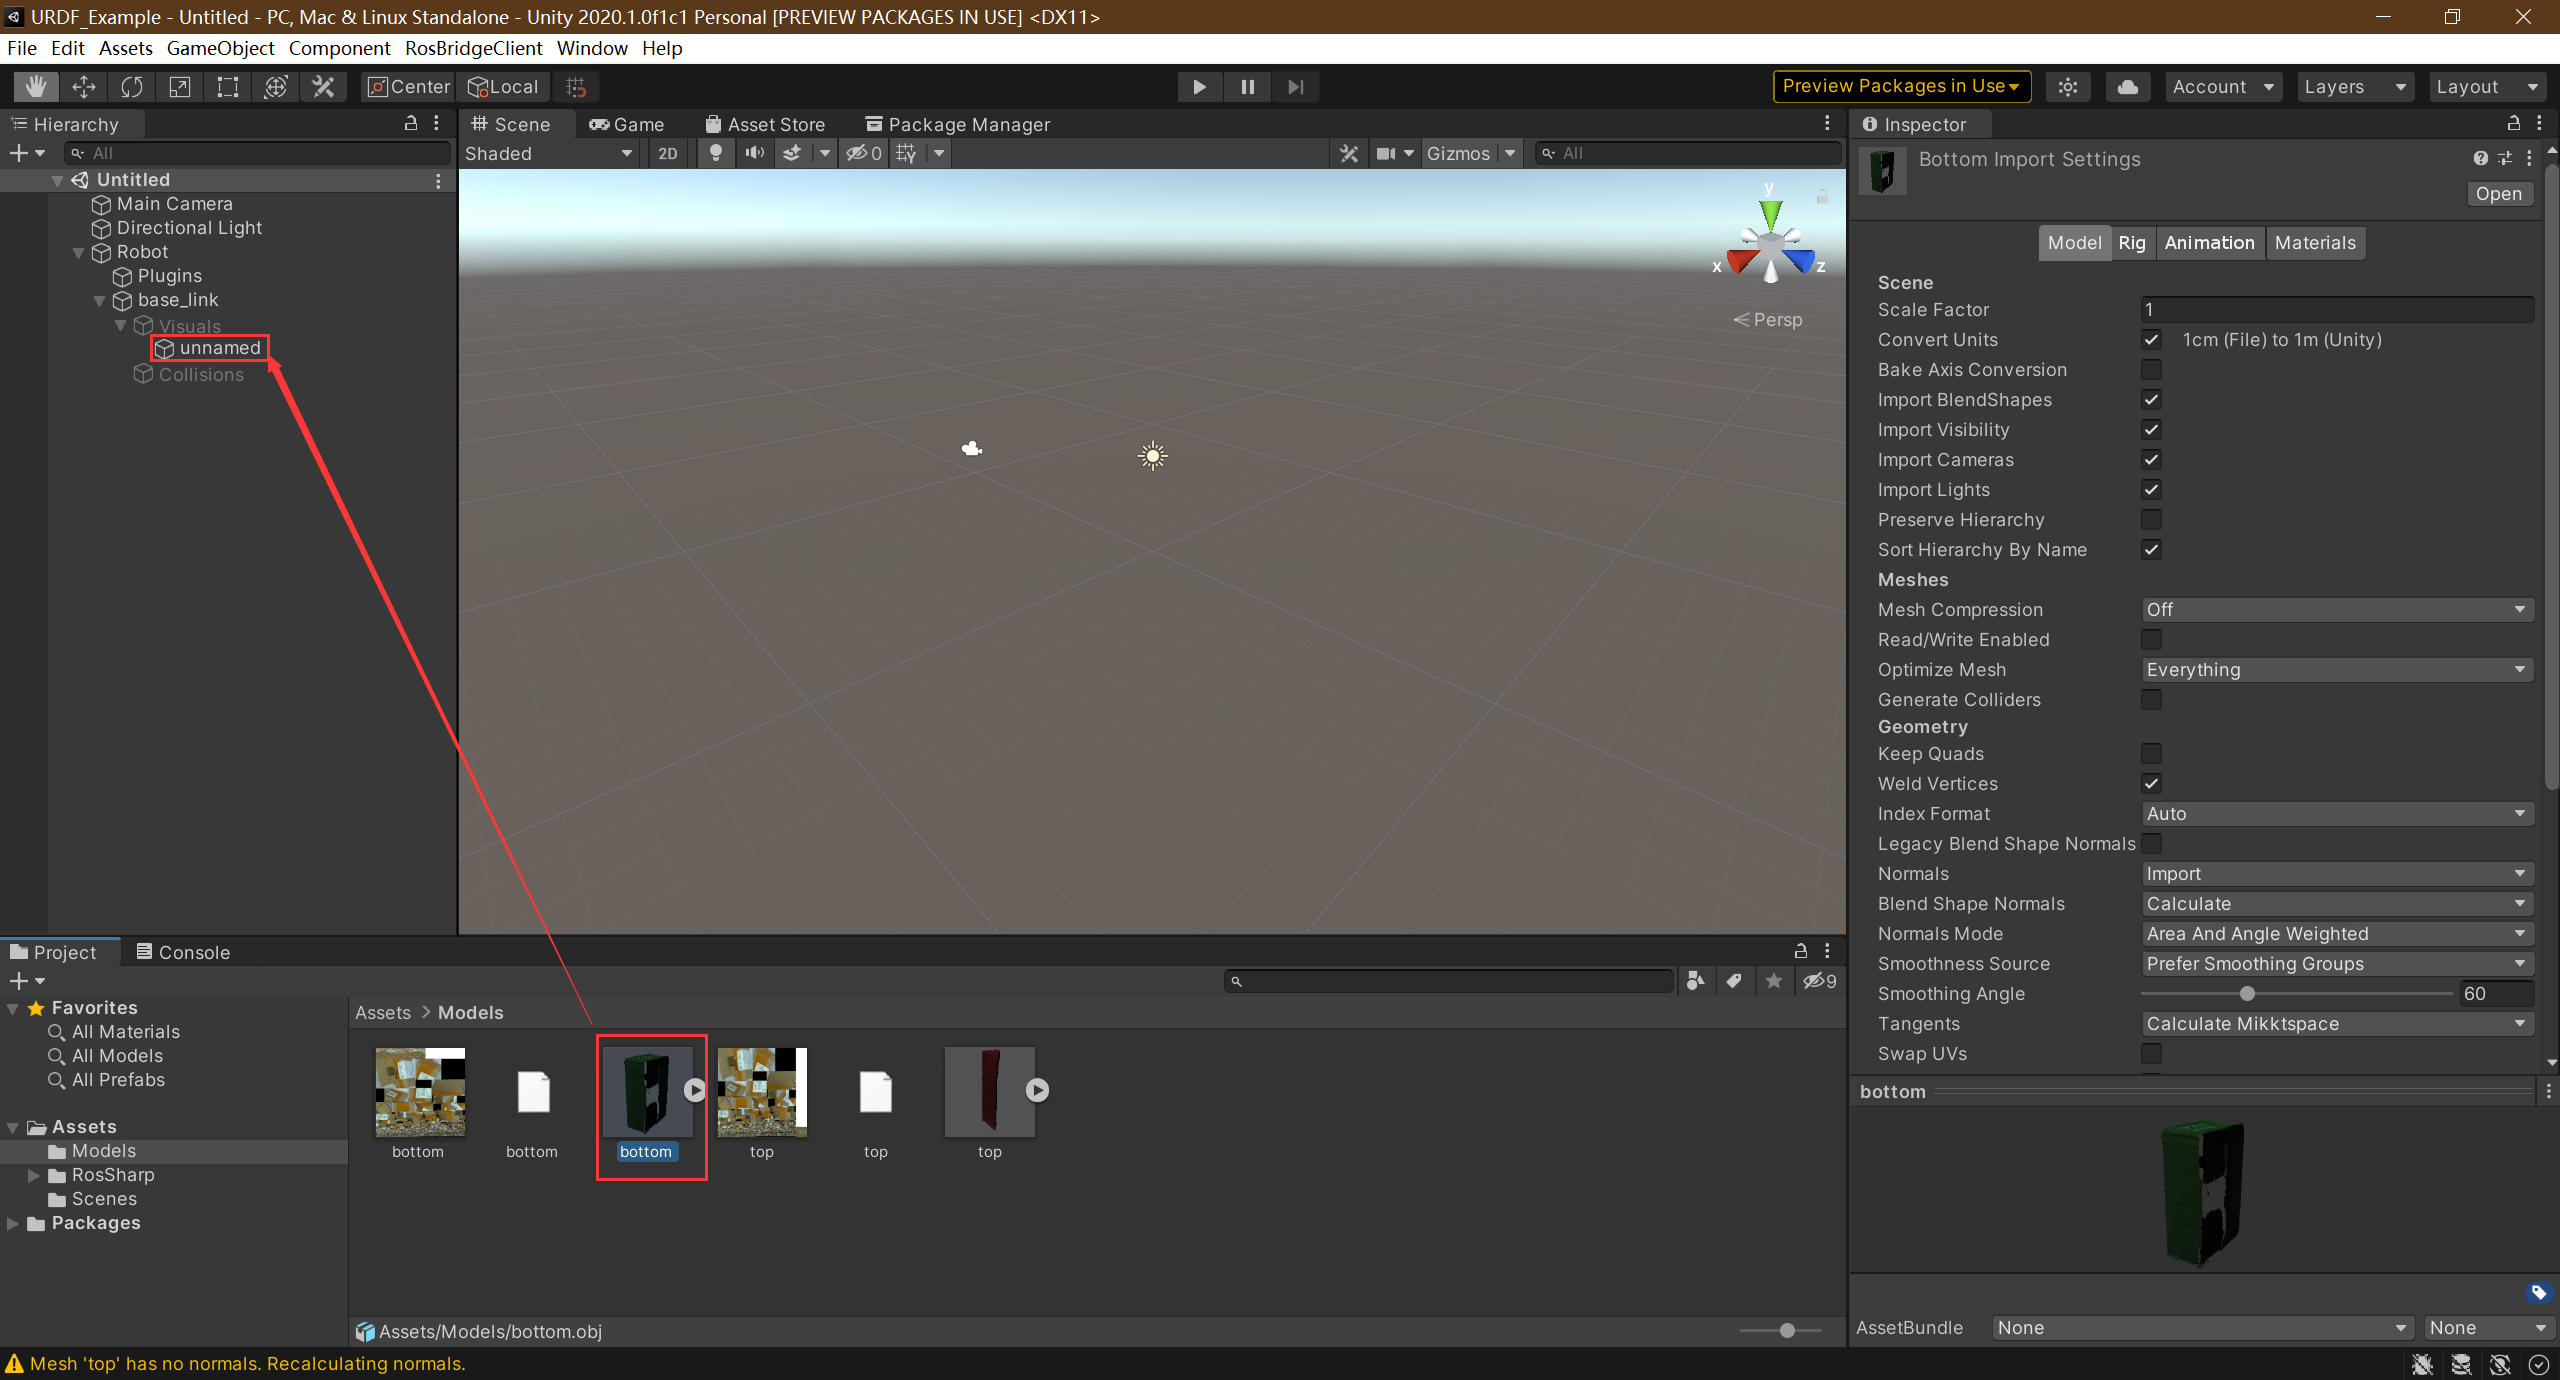 URDF_Example - Untitled - PC, Mac & Linux Standalone - Unity 2020.1.0f1c1 Personal [PREVIEW PACKAGES IN USE] <DX11>
File Edit Assets GameObject Component RosBridgeClient Window Help
Center Local Preview Packages in Use Account Layers Layout
Hierarchy
All
Untitled
Main Camera
Directional Light
Robot
Plugins
base_link
Visuals
unnamed
Collisions
Scene Game Asset Store Package Manager
Shaded 2D 0 Gizmos All
y
x z
Persp
Inspector
Bottom Import Settings
Open
Model Rig Animation Materials
Scene
Scale Factor 1
Convert Units 1cm (File) to 1m (Unity)
Bake Axis Conversion
Import BlendShapes
Import Visibility
Import Cameras
Import Lights
Preserve Hierarchy
Sort Hierarchy By Name
Meshes
Mesh Compression Off
Read/Write Enabled
Optimize Mesh Everything
Generate Colliders
Geometry
Keep Quads
Weld Vertices
Index Format Auto
Legacy Blend Shape Normals
Normals Import
Blend Shape Normals Calculate
Normals Mode Area And Angle Weighted
Smoothness Source Prefer Smoothing Groups
Smoothing Angle 60
Tangents Calculate Mikktspace
Swap UVs
bottom
AssetBundle None None
Project Console
9
Favorites
All Materials
All Models
All Prefabs
Assets
Models
RosSharp
Scenes
Packages
Assets > Models
bottom bottom bottom top top top
Assets/Models/bottom.obj
Mesh 'top' has no normals. Recalculating normals.